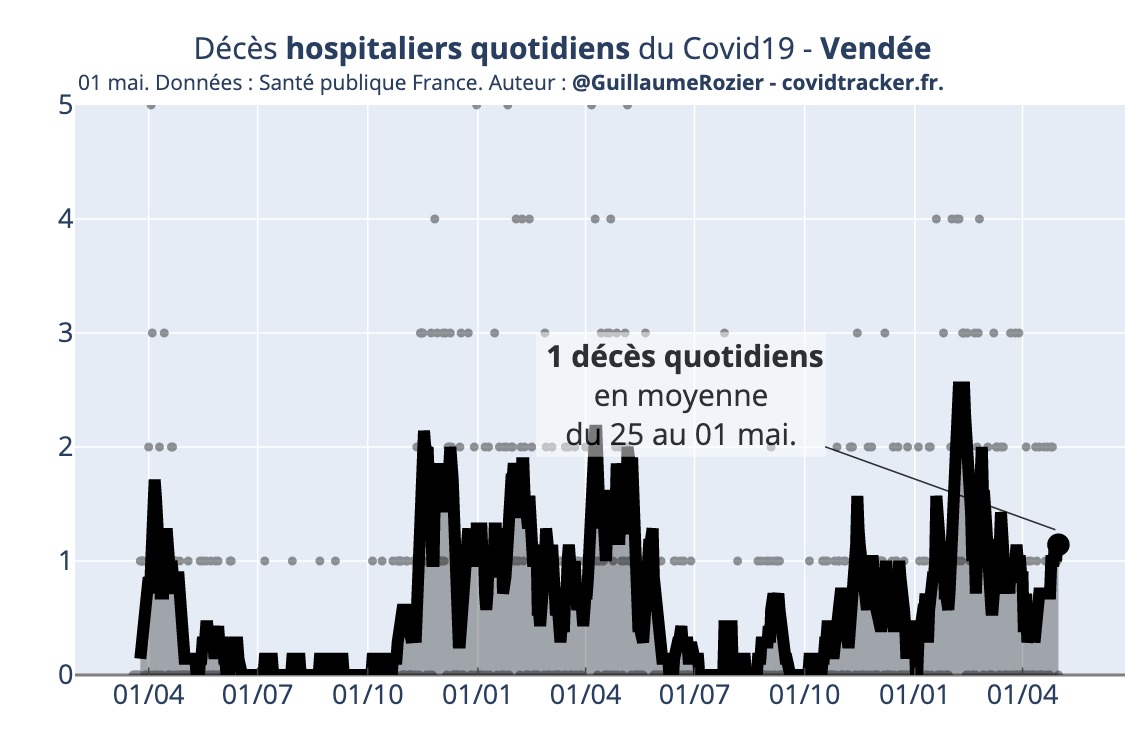 Décès hospitaliers quotidiens du Covid19 - Vendée
01 mai. Données : Santé publique France. Auteur : @GuillaumeRozier - covidtracker.fr.
5
4
3
1 décès quotidiens
en moyenne
du 25 au 01 mai.
2
1
0
01/04 01/07 01/10 01/01 01/04 01/07 01/10 01/01 01/04